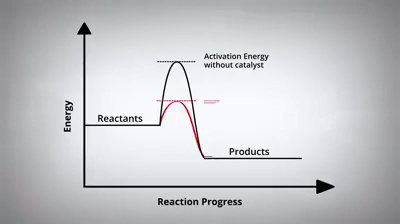 Activation Energy
without catalyst
Energy
Reactants
Products
Reaction Progress